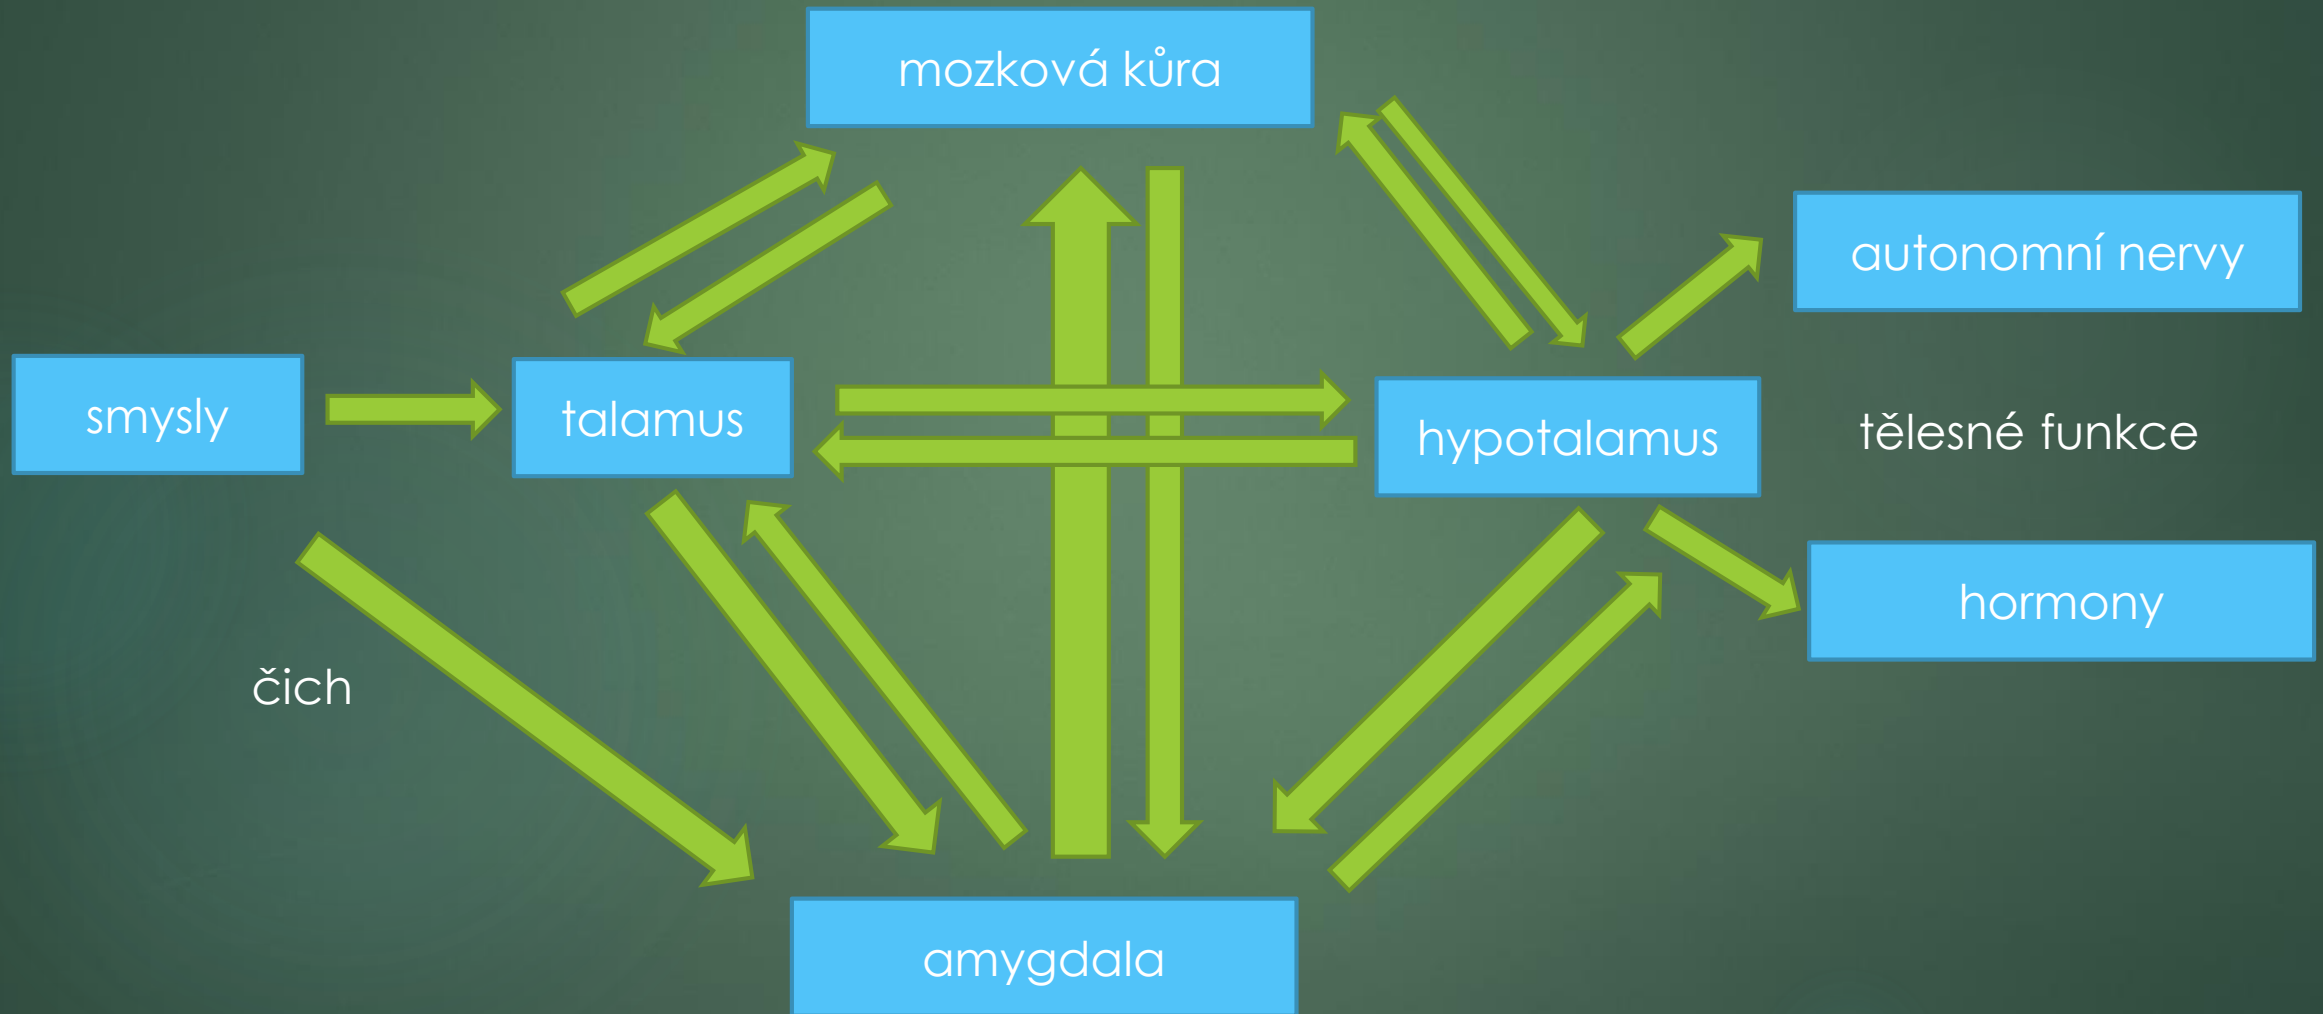 mozková kůra
autonomní nervy
smysly
talamus
hypotalamus
tělesné funkce
hormony
čich
amygdala